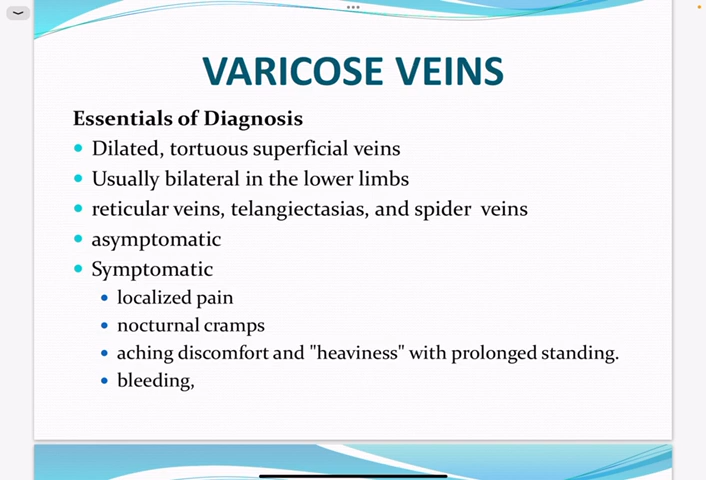 VARICOSE VEINS
Essentials of Diagnosis
Dilated, tortuous superficial veins
Usually bilateral in the lower limbs
reticular veins, telangiectasias, and spider veins
asymptomatic
Symptomatic
localized pain
nocturnal cramps
aching discomfort and "heaviness" with prolonged standing.
bleeding,